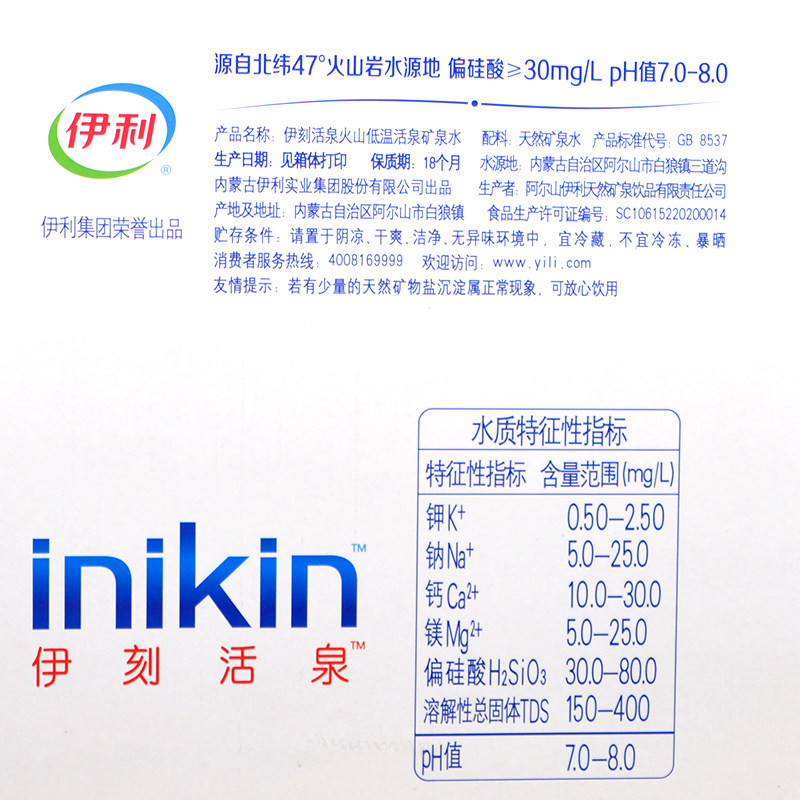 源自北纬47°火山岩水源地 偏硅酸≥30mg/L pH值7.0-8.0
伊利
®
伊利集团荣誉出品
产品名称：伊刻活泉火山低温活泉矿泉水 配料：天然矿泉水 产品标准代号：GB 8537
生产日期：见箱体打印 保质期：18个月 水源地：内蒙古自治区阿尔山市白狼镇三道沟
内蒙古伊利实业集团股份有限公司出品 生产者：阿尔山伊利天然矿泉饮品有限责任公司
产地及地址：内蒙古自治区阿尔山市白狼镇 食品生产许可证编号：SC10615220200014
贮存条件：请置于阴凉、干爽、洁净、无异味环境中，宜冷藏，不宜冷冻、暴晒
消费者服务热线：4008169999 欢迎访问：www.yili.com
友情提示：若有少量的天然矿物盐沉淀属正常现象，可放心饮用
水质特征性指标
特征性指标 含量范围(mg/L)
钾K+ 0.50—2.50
钠Na+ 5.0—25.0
钙Ca2+ 10.0—30.0
镁Mg2+ 5.0—25.0
偏硅酸H2SiO3 30.0—80.0
溶解性总固体TDS 150—400
pH值 7.0—8.0
inikin™
伊刻活泉™